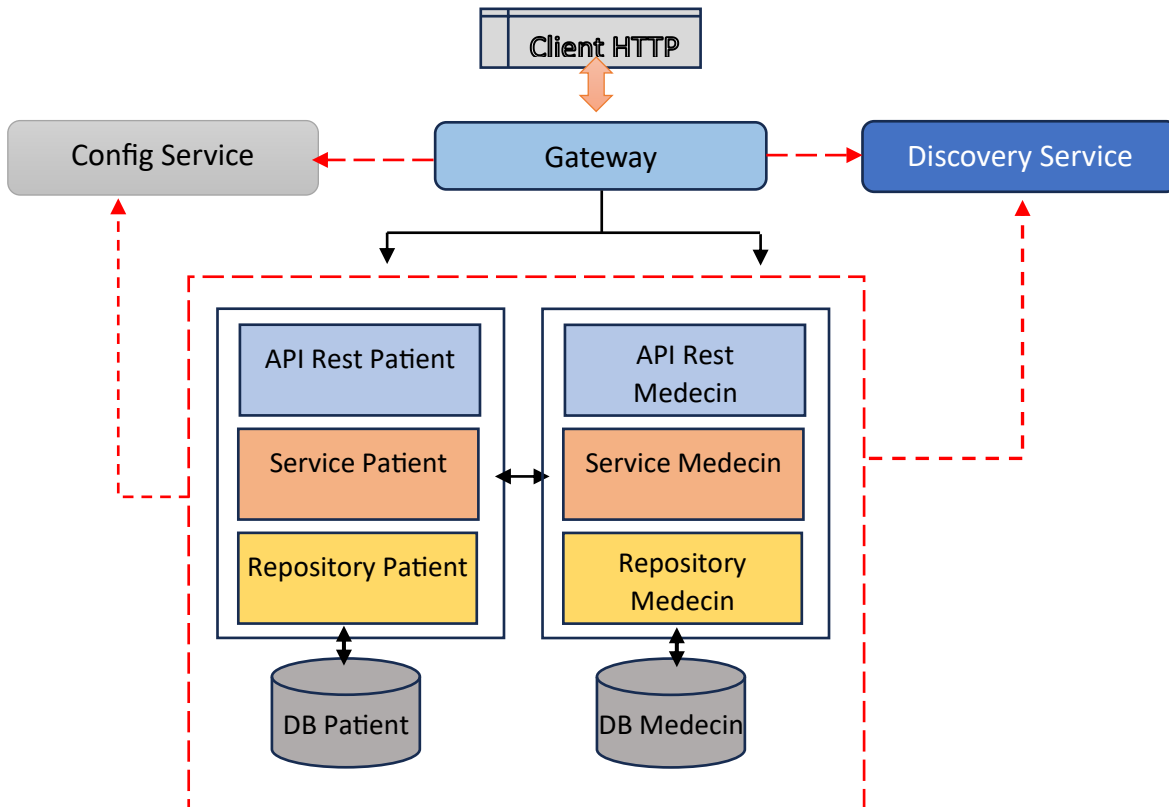 Client HTTP
Config Service
Gateway
Discovery Service
API Rest Patient
API Rest
Medecin
Service Patient
Service Medecin
Repository Patient
Repository
Medecin
DB Patient
DB Medecin